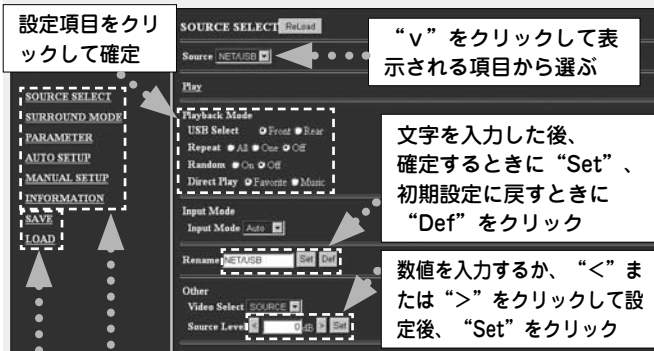 設定項目をクリ
ックして確定
SOURCE SELECT ReLoad
Source NET/USB
“v”をクリックして表
示される項目から選ぶ
Play
SOURCE SELECT
SURROUND MODE
PARAMETER
AUTO SETUP
MANUAL SETUP
INFORMATION
SAVE
LOAD
Playback Mode
USB Select Front Rear
Repeat All One Off
Random On Off
Direct Play Favorite Music
文字を入力した後、
確定するときに“Set”、
初期設定に戻すときに
“Def”をクリック
Input Mode
Input Mode Auto
Rename NET/USB Set Def
数値を入力するか、“<”ま
たは“>”をクリックして設
定後、“Set”をクリック
Other
Video Select SOURCE
Source Level < 0 dB > Set